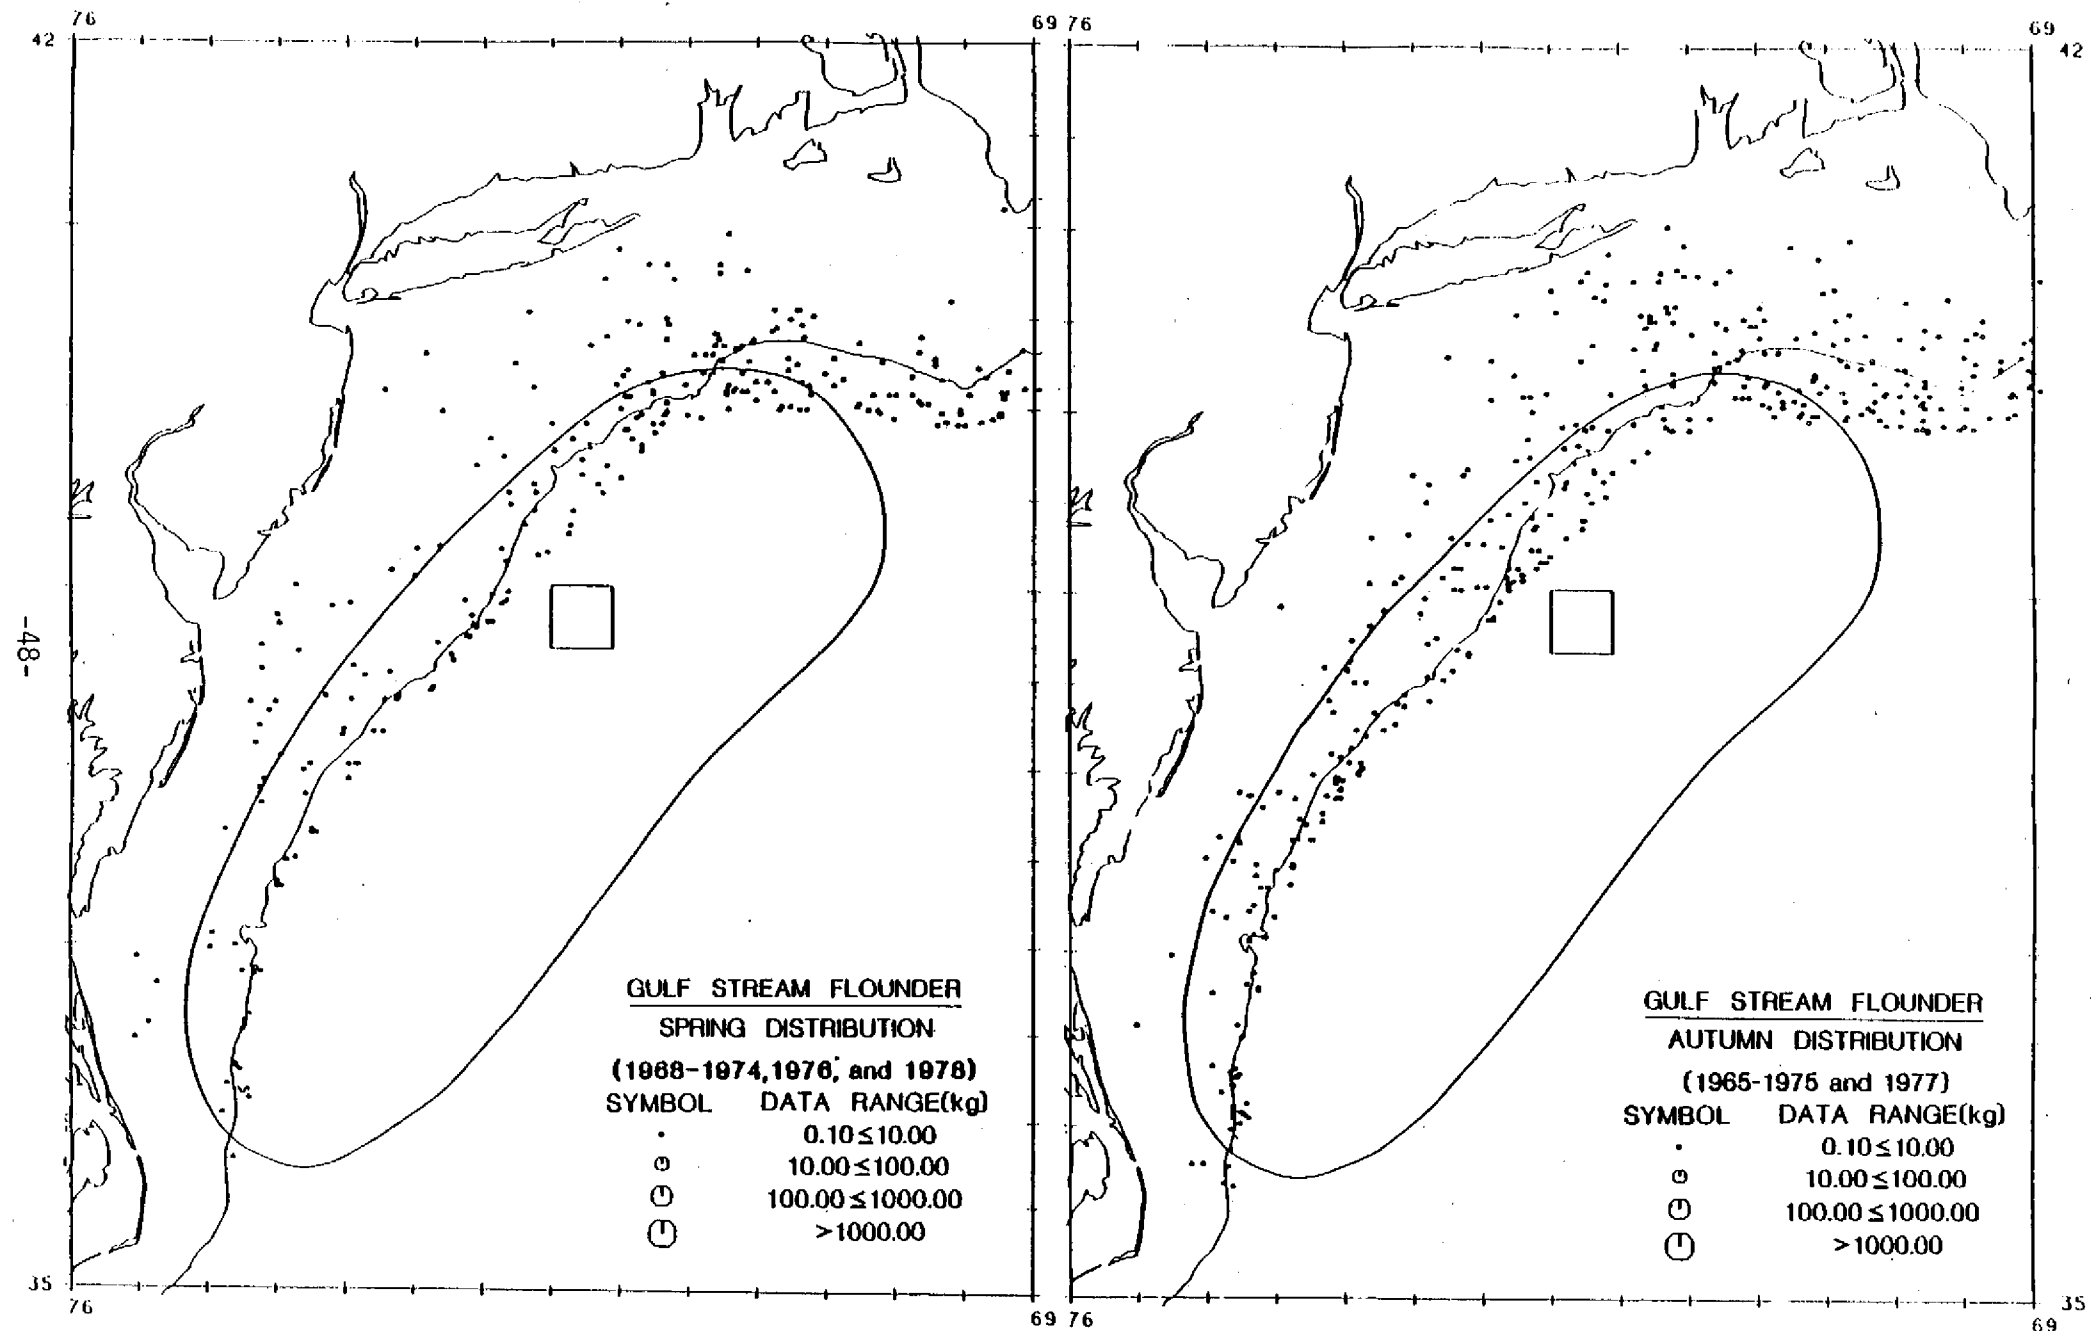 76
69 76
69
42
42
-48-
GULF STREAM FLOUNDER
SPRING DISTRIBUTION
(1968-1974,1976, and 1978)
SYMBOL DATA RANGE(kg)
0.10≤10.00
10.00≤100.00
100.00≤1000.00
>1000.00
GULF STREAM FLOUNDER
AUTUMN DISTRIBUTION
(1965-1975 and 1977)
SYMBOL DATA RANGE(kg)
0.10≤10.00
10.00≤100.00
100.00≤1000.00
>1000.00
35
35
76
69 76
69